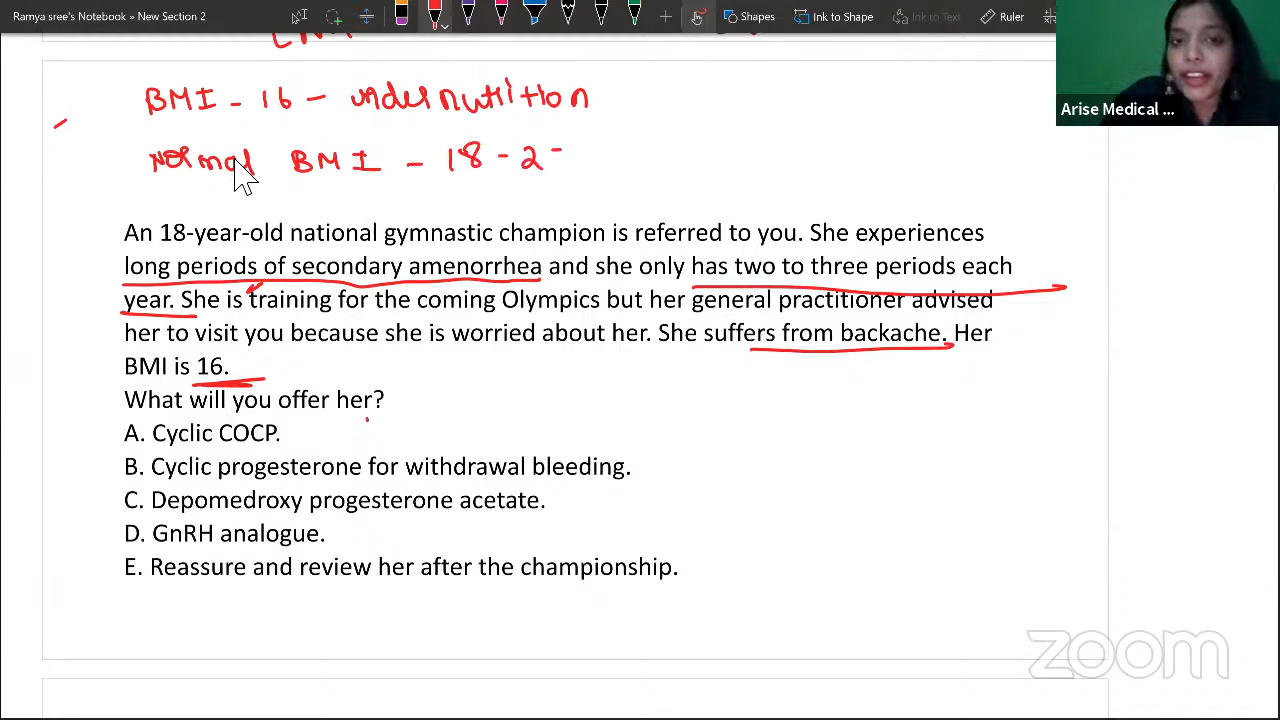 Ramya sree's Notebook » New Section 2
Shapes
Ink to Shape
Ink to Text
Ruler
Arise Medical ...
BMI - 16 - undernutrition
Normal BMI - 18 - 2
An 18-year-old national gymnastic champion is referred to you. She experiences
long periods of secondary amenorrhea and she only has two to three periods each
year. She is training for the coming Olympics but her general practitioner advised
her to visit you because she is worried about her. She suffers from backache. Her
BMI is 16.
What will you offer her?
A. Cyclic COCP.
B. Cyclic progesterone for withdrawal bleeding.
C. Depomedroxy progesterone acetate.
D. GnRH analogue.
E. Reassure and review her after the championship.
zoom